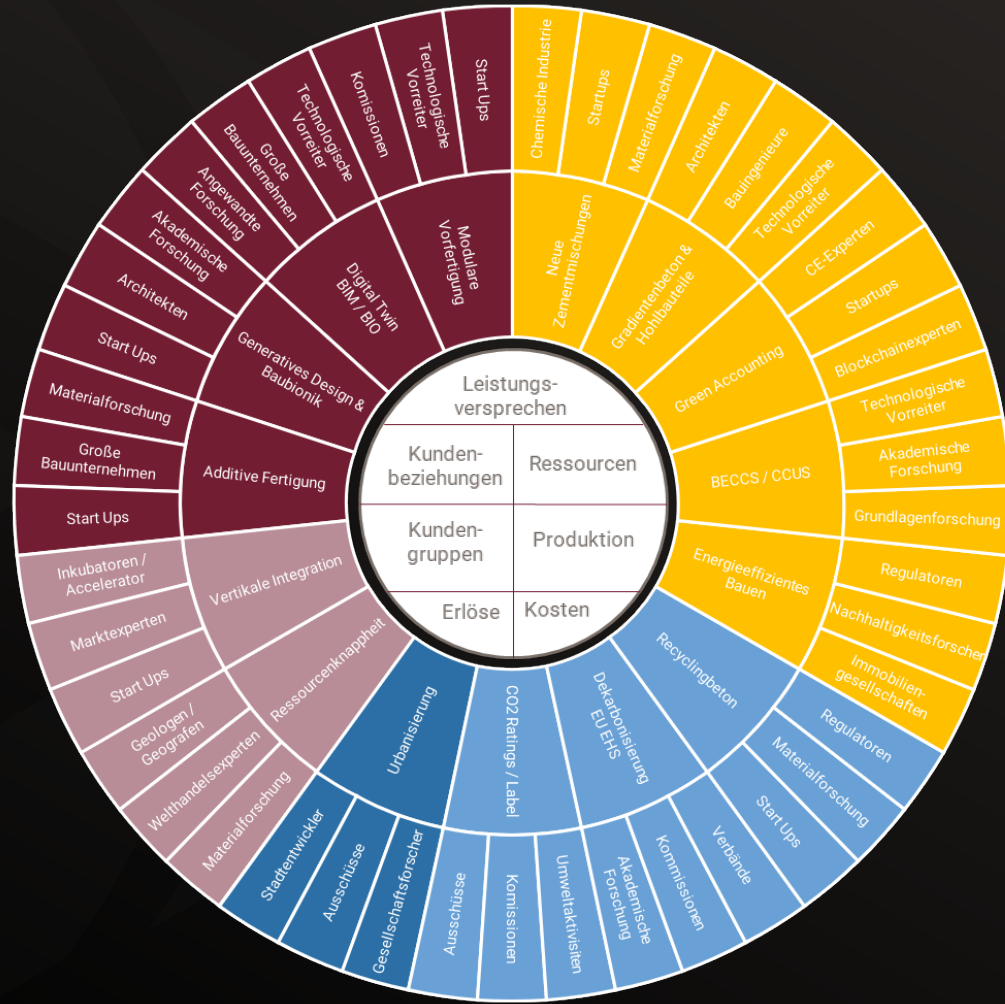 Leistungs-
versprechen
Kunden-
beziehungen
Ressourcen
Kunden-
gruppen
Produktion
Erlöse
Kosten
Neue
Zementmischungen
Chemische Industrie
Startups
Materialforschung
Gradientenbeton &
Hohlbauteile
Architekten
Bauingenieure
Technologische
Vorreiter
Green Accounting
CE-Experten
Startups
Blockchainexperten
BECCS / CCUS
Technologische
Vorreiter
Akademische
Forschung
Grundlagenforschung
Energieeffizientes
Bauen
Regulatoren
Nachhaltigkeitsforscher
Immobilien-
gesellschaften
Recyclingbeton
Regulatoren
Materialforschung
Start Ups
Dekarbonisierung
EU EHS
Verbände
Kommissionen
Akademische
Forschung
CO2 Ratings / Label
Umweltaktivisiten
Komissionen
Ausschüsse
Urbanisierung
Gesellschaftsforscher
Ausschüsse
Stadtentwickler
Ressourcenknappheit
Materialforschung
Welthandelsexperten
Geologen /
Geografen
Vertikale Integration
Start Ups
Marktexperten
Inkubatoren /
Accelerator
Additive Fertigung
Start Ups
Große
Bauunternehmen
Materialforschung
Generatives Design &
Baubionik
Start Ups
Architekten
Akademische
Forschung
Digital Twin
BIM / BIO
Angewandte
Forschung
Große
Bauunternehmen
Technologische
Vorreiter
Modulare
Vorfertigung
Komissionen
Technologische
Vorreiter
Start Ups